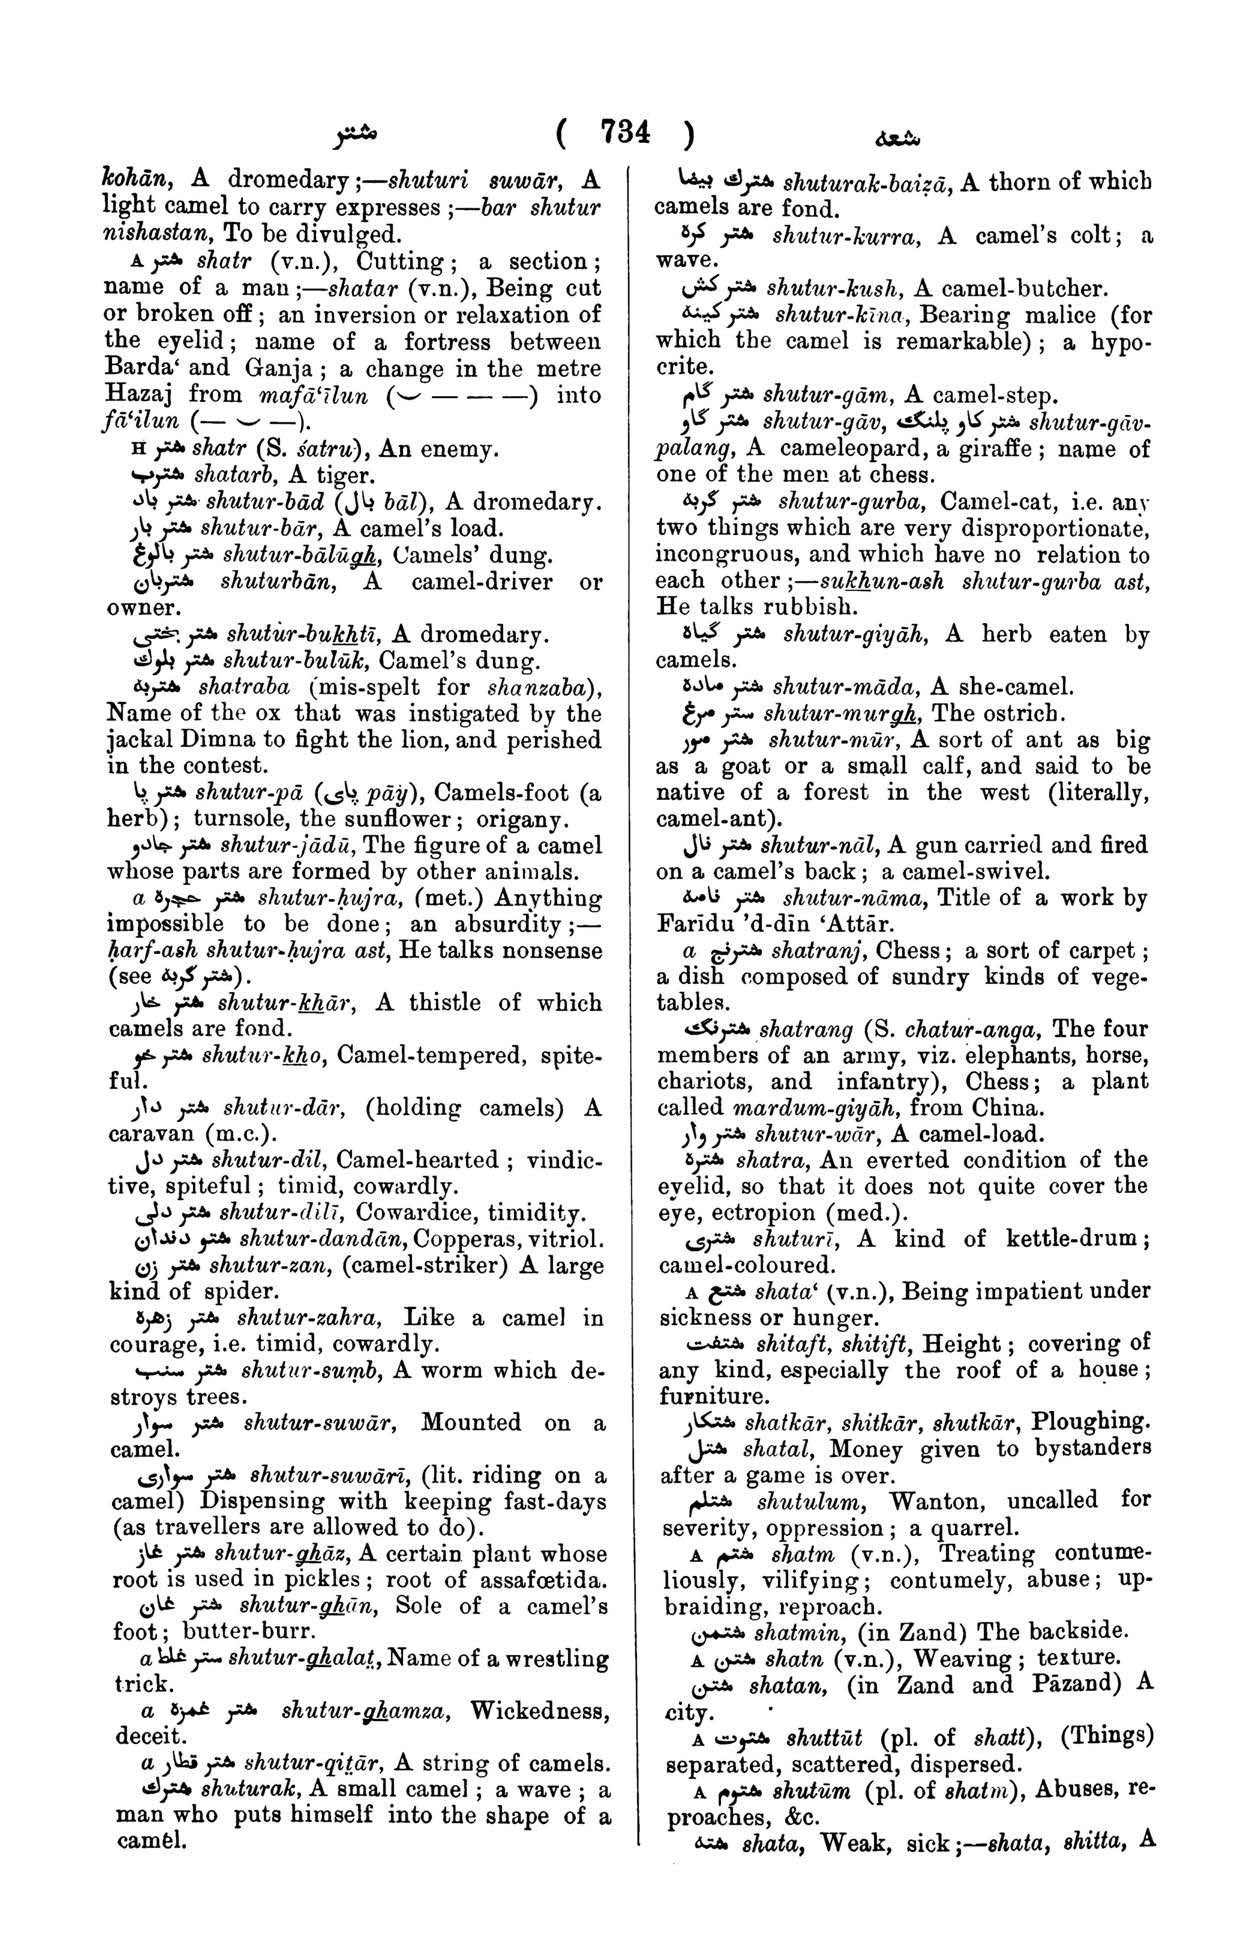 شتر ( 734 ) شته
kohān, A dromedary ;—shuturi suwār, A
light camel to carry expresses ;—bar shutur
nishastan, To be divulged.
A شتر shatr (v.n.), Cutting ; a section ;
name of a man ;—shatar (v.n.), Being cut
or broken off ; an inversion or relaxation of
the eyelid ; name of a fortress between
Barda‘ and Ganja ; a change in the metre
Hazaj from mafā‘īlun (⏑ — — —) into
fā‘ilun (— ⏑ —).
H شتر shatr (S. śatru), An enemy.
شترب shatarb, A tiger.
شتر باد shutur-bād (بال bāl), A dromedary.
شتر بار shutur-bār, A camel's load.
شتر بالوغ shutur-bālūgh, Camels' dung.
شتربان shuturbān, A camel-driver or
owner.
شتر بختی shutur-bukhtī, A dromedary.
شتر بلوك shutur-bulūk, Camel's dung.
شتربه shatraba (mis-spelt for shanzaba),
Name of the ox that was instigated by the
jackal Dimna to fight the lion, and perished
in the contest.
شتر پا shutur-pā (پای pāy), Camels-foot (a
herb) ; turnsole, the sunflower ; origany.
شتر جادو shutur-jādū, The figure of a camel
whose parts are formed by other animals.
a شتر حجره shutur-ḥujra, (met.) Anything
impossible to be done ; an absurdity ;—
ḥarf-ash shutur-ḥujra ast, He talks nonsense
(see شتر گربه).
شتر خار shutur-khār, A thistle of which
camels are fond.
شتر خو shutur-kho, Camel-tempered, spite-
ful.
شتر دار shutur-dār, (holding camels) A
caravan (m.c.).
شتر دل shutur-dil, Camel-hearted ; vindic-
tive, spiteful ; timid, cowardly.
شتر دلی shutur-dilī, Cowardice, timidity.
شتر دندان shutur-dandān, Copperas, vitriol.
شتر زن shutur-zan, (camel-striker) A large
kind of spider.
شتر زهره shutur-zahra, Like a camel in
courage, i.e. timid, cowardly.
شتر سنب shutur-suṃb, A worm which de-
stroys trees.
شتر سوار shutur-suwār, Mounted on a
camel.
شتر سواری shutur-suwārī, (lit. riding on a
camel) Dispensing with keeping fast-days
(as travellers are allowed to do).
شتر غاز shutur-ghāz, A certain plant whose
root is used in pickles ; root of assafœtida.
شتر غان shutur-ghān, Sole of a camel's
foot ; butter-burr.
a شتر غلط shutur-ghalaṯ, Name of a wrestling
trick.
a شتر غمزه shutur-ghamza, Wickedness,
deceit.
a شتر قطار shutur-qiṯār, A string of camels.
شترك shuturak, A small camel ; a wave ; a
man who puts himself into the shape of a
camel.
شترك بیضا shuturak-baiẓā, A thorn of which
camels are fond.
شتر کره shutur-kurra, A camel's colt ; a
wave.
شتر کش shutur-kush, A camel-butcher.
شتر کینه shutur-kīna, Bearing malice (for
which the camel is remarkable) ; a hypo-
crite.
شتر گام shutur-gām, A camel-step.
شتر گاو shutur-gāv, شتر گاو پلنگ shutur-gāv-
palang, A cameleopard, a giraffe ; name of
one of the men at chess.
شتر گربه shutur-gurba, Camel-cat, i.e. any
two things which are very disproportionate,
incongruous, and which have no relation to
each other ;—sukhun-ash shutur-gurba ast,
He talks rubbish.
شتر گیاه shutur-giyāh, A herb eaten by
camels.
شتر ماده shutur-māda, A she-camel.
شتر مرغ shutur-murgh, The ostrich.
شتر مور shutur-mūr, A sort of ant as big
as a goat or a small calf, and said to be
native of a forest in the west (literally,
camel-ant).
شتر نال shutur-nāl, A gun carried and fired
on a camel's back ; a camel-swivel.
شتر نامه shutur-nāma, Title of a work by
Farīdu 'd-dīn ‘Attār.
a شترنج shatranj, Chess ; a sort of carpet ;
a dish composed of sundry kinds of vege-
tables.
شترنگ shatrang (S. chatur-anga, The four
members of an army, viz. elephants, horse,
chariots, and infantry), Chess ; a plant
called mardum-giyāh, from China.
شتر وار shutur-wār, A camel-load.
شتره shatra, An everted condition of the
eyelid, so that it does not quite cover the
eye, ectropion (med.).
شتری shuturī, A kind of kettle-drum ;
camel-coloured.
A شتع shata‘ (v.n.), Being impatient under
sickness or hunger.
شتفت shitaft, shitift, Height ; covering of
any kind, especially the roof of a house ;
furniture.
شتکار shatkār, shitkār, shutkār, Ploughing.
شتل shatal, Money given to bystanders
after a game is over.
شتلم shutulum, Wanton, uncalled for
severity, oppression ; a quarrel.
A شتم shatm (v.n.), Treating contume-
liously, vilifying ; contumely, abuse ; up-
braiding, reproach.
شتمن shatmin, (in Zand) The backside.
A شتن shatn (v.n.), Weaving ; texture.
شتن shatan, (in Zand and Pāzand) A
city.
A شتوت shuttūt (pl. of shatt), (Things)
separated, scattered, dispersed.
A شتوم shutūm (pl. of shatm), Abuses, re-
proaches, &c.
شته shata, Weak, sick ;—shata, shitta, A